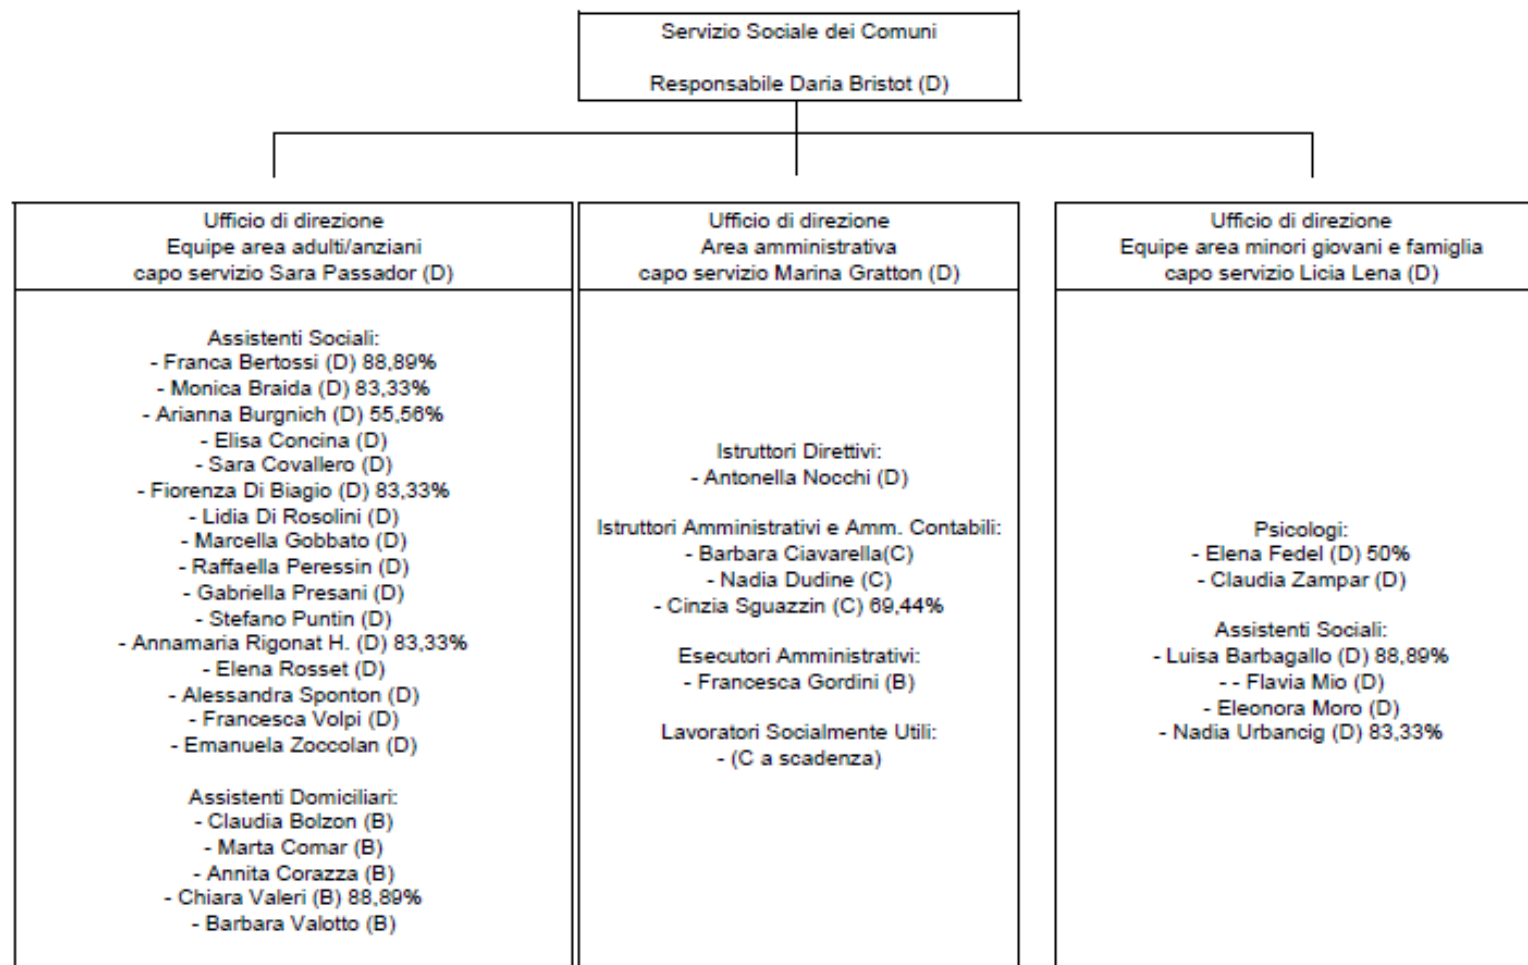 Servizio Sociale dei Comuni
Responsabile Daria Bristot (D)
Ufficio di direzione
Equipe area adulti/anziani
capo servizio Sara Passador (D)
Assistenti Sociali:
- Franca Bertossi (D) 88,89%
- Monica Braida (D) 83,33%
- Arianna Burgnich (D) 55,56%
- Elisa Concina (D)
- Sara Covallero (D)
- Fiorenza Di Biagio (D) 83,33%
- Lidia Di Rosolini (D)
- Marcella Gobbato (D)
- Raffaella Peressin (D)
- Gabriella Presani (D)
- Stefano Puntin (D)
- Annamaria Rigonat H. (D) 83,33%
- Elena Rosset (D)
- Alessandra Sponton (D)
- Francesca Volpi (D)
- Emanuela Zoccolan (D)
Assistenti Domiciliari:
- Claudia Bolzon (B)
- Marta Comar (B)
- Annita Corazza (B)
- Chiara Valeri (B) 88,89%
- Barbara Valotto (B)
Ufficio di direzione
Area amministrativa
capo servizio Marina Gratton (D)
Istruttori Direttivi:
- Antonella Nocchi (D)
Istruttori Amministrativi e Amm. Contabili:
- Barbara Ciavarella(C)
- Nadia Dudine (C)
- Cinzia Sguazzin (C) 69,44%
Esecutori Amministrativi:
- Francesca Gordini (B)
Lavoratori Socialmente Utili:
- (C a scadenza)
Ufficio di direzione
Equipe area minori giovani e famiglia
capo servizio Licia Lena (D)
Psicologi:
- Elena Fedel (D) 50%
- Claudia Zampar (D)
Assistenti Sociali:
- Luisa Barbagallo (D) 88,89%
- - Flavia Mio (D)
- Eleonora Moro (D)
- Nadia Urbancig (D) 83,33%